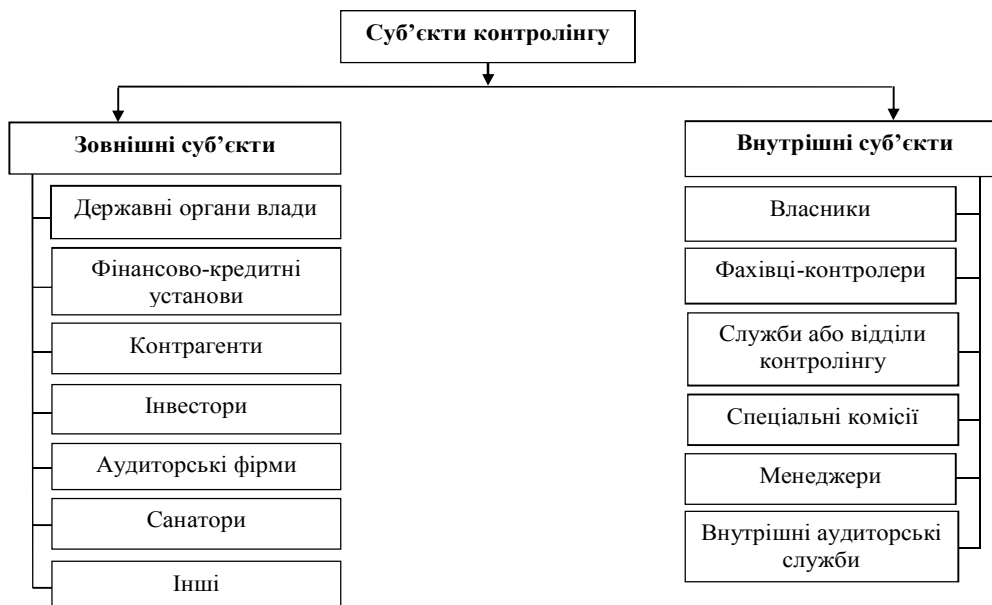 Суб’єкти контролінгу
Зовнішні суб’єкти
Державні органи влади
Фінансово-кредитні
установи
Контрагенти
Інвестори
Аудиторські фірми
Санатори
Інші
Внутрішні суб’єкти
Власники
Фахівці-контролери
Служби або відділи
контролінгу
Спеціальні комісії
Менеджери
Внутрішні аудиторські
служби